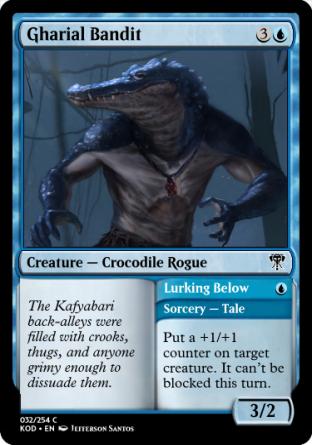 Gharial Bandit 3
Creature — Crocodile Rogue
The Kafyabari
back-alleys were
filled with crooks,
thugs, and anyone
grimy enough to
dissuade them.
Lurking Below
Sorcery — Tale
Put a +1/+1
counter on target
creature. It can't be
blocked this turn.
3/2
032/254 C
KOD • EN Jefferson Santos